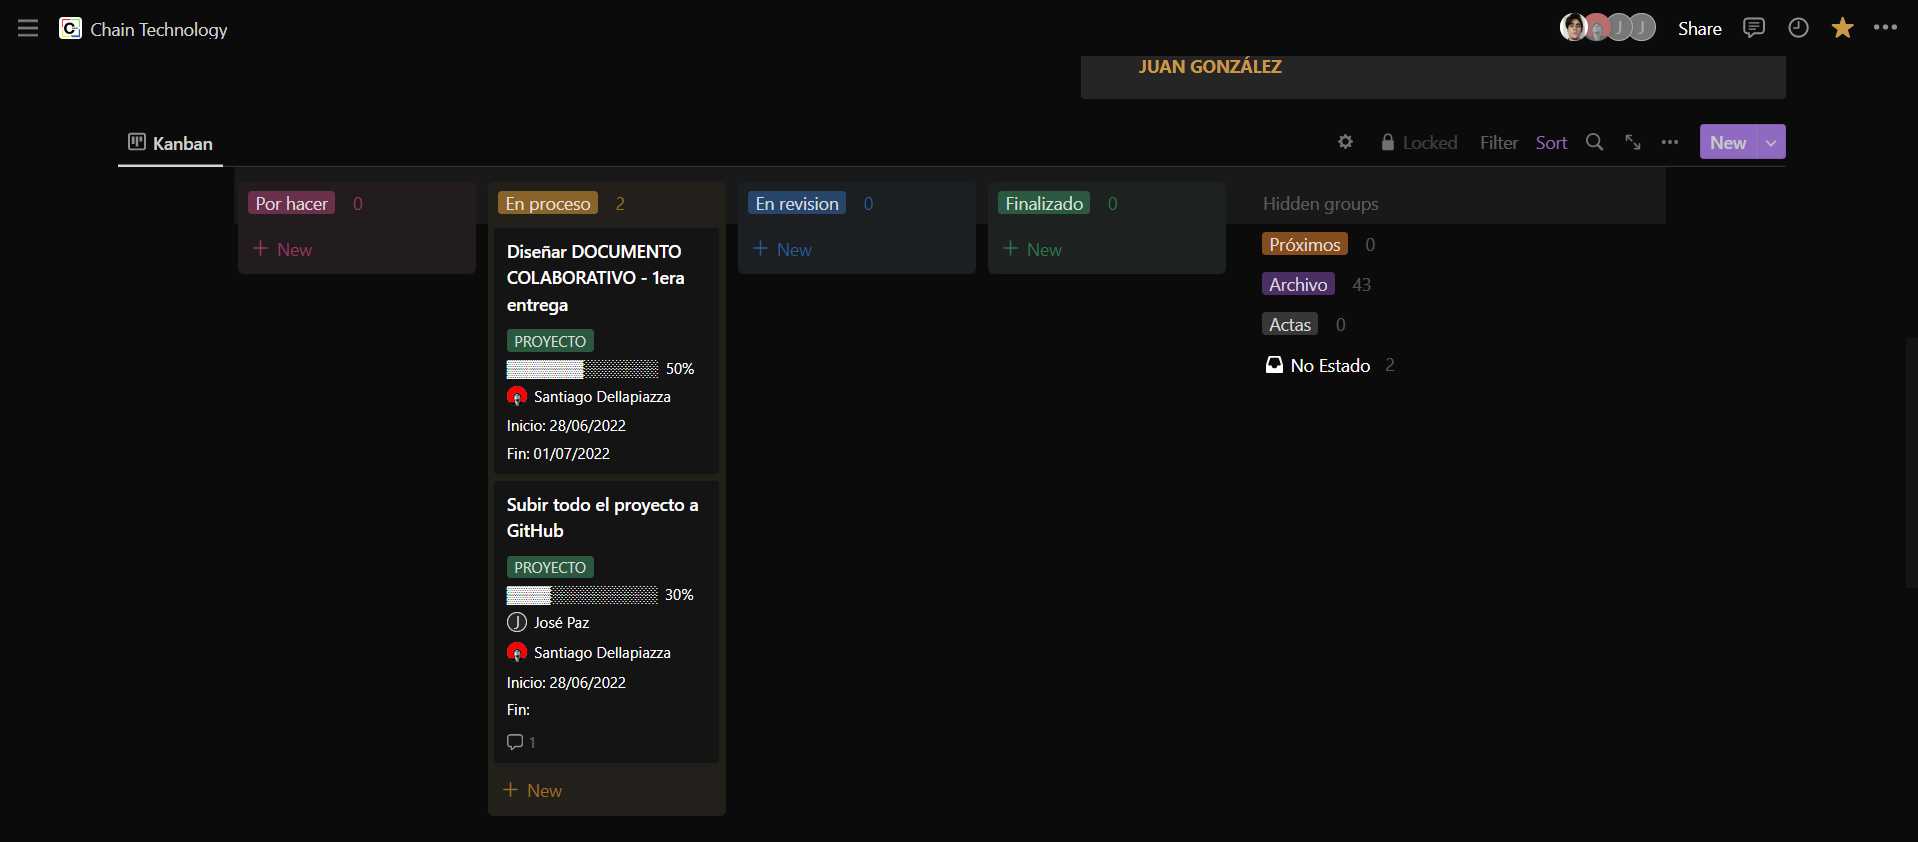 Chain Technology
J J
Share
JUAN GONZÁLEZ
Kanban
Locked
Filter
Sort
New
Por hacer 0
+ New
En proceso 2
Diseñar DOCUMENTO
COLABORATIVO - 1era
entrega
PROYECTO
50%
Santiago Dellapiazza
Inicio: 28/06/2022
Fin: 01/07/2022
Subir todo el proyecto a
GitHub
PROYECTO
30%
J José Paz
Santiago Dellapiazza
Inicio: 28/06/2022
Fin:
1
+ New
En revision 0
+ New
Finalizado 0
+ New
Hidden groups
Próximos 0
Archivo 43
Actas 0
No Estado 2